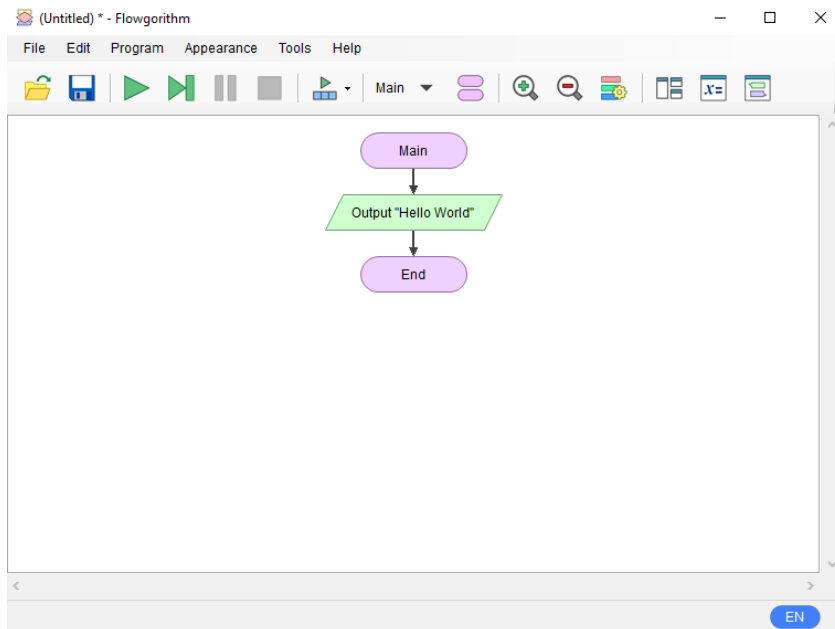 (Untitled) * - Flowgorithm
File Edit Program Appearance Tools Help
Main
x=
Main
Output "Hello World"
End
EN